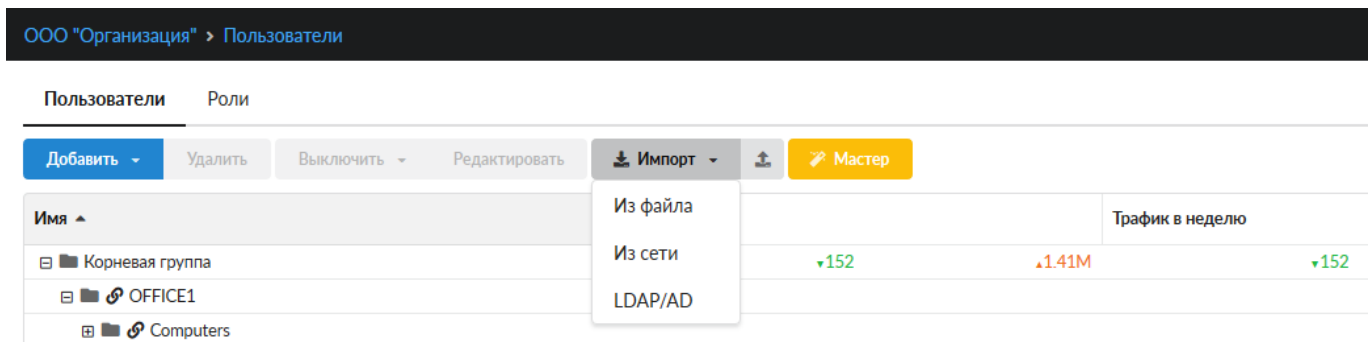 ООО "Организация" > Пользователи
Пользователи Роли
Добавить Удалить Выключить Редактировать Импорт Мастер
Из файла
Имя Трафик в неделю
Из сети
Корневая группа 152 1.41M 152
OFFICE1
LDAP/AD
Computers